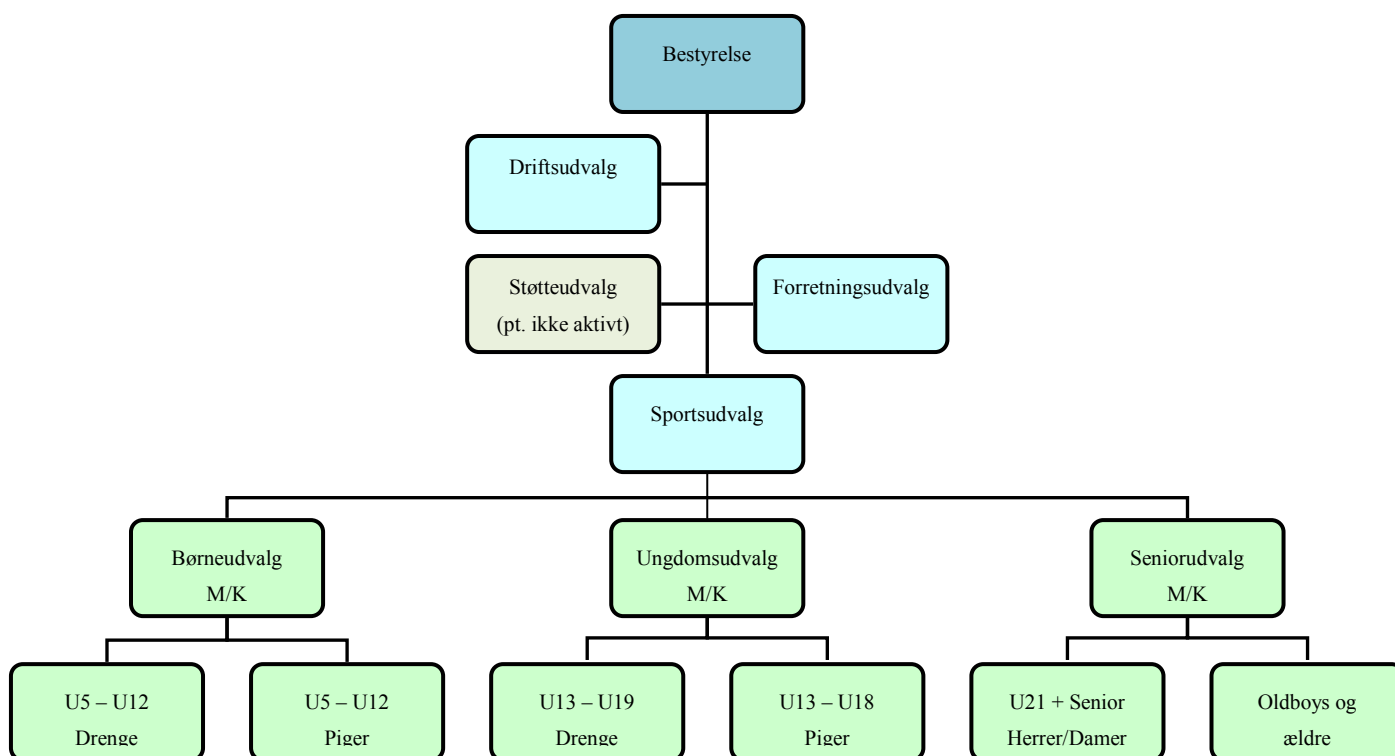 Bestyrelse
Driftsudvalg
Støtteudvalg
(pt. ikke aktivt)
Forretningsudvalg
Sportsudvalg
Børneudvalg
M/K
Ungdomsudvalg
M/K
Seniorudvalg
M/K
U5 – U12
Drenge
U5 – U12
Piger
U13 – U19
Drenge
U13 – U18
Piger
U21 + Senior
Herrer/Damer
Oldboys og
ældre